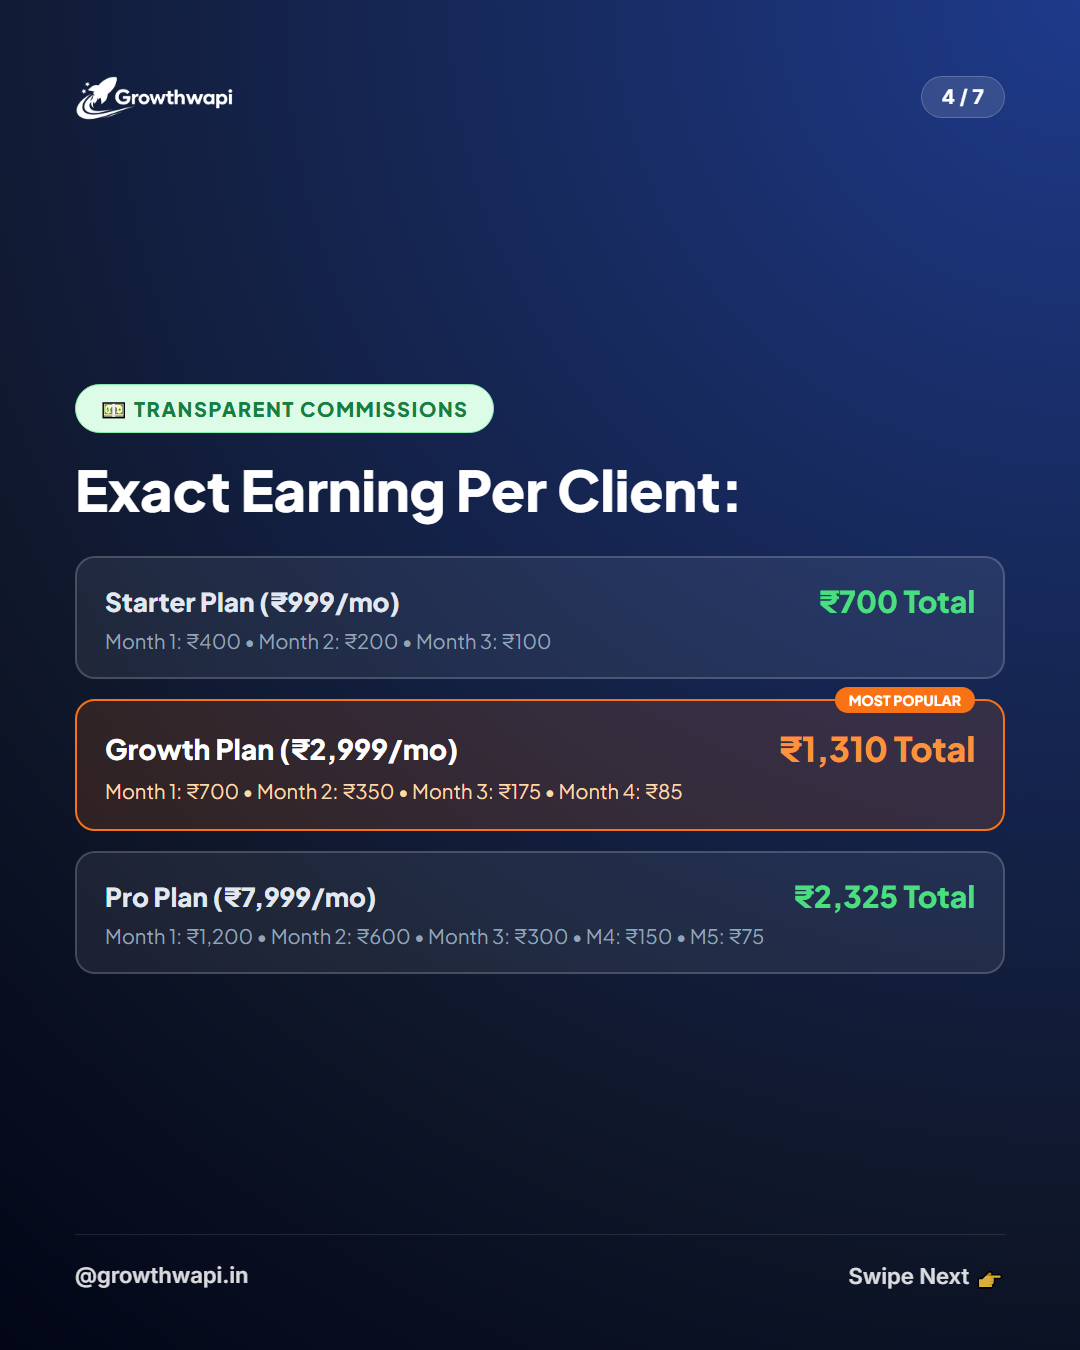 Growthwapi
4 / 7
💵 TRANSPARENT COMMISSIONS
Exact Earning Per Client:
Starter Plan (₹999/mo)
₹700 Total
Month 1: ₹400 • Month 2: ₹200 • Month 3: ₹100
MOST POPULAR
Growth Plan (₹2,999/mo)
₹1,310 Total
Month 1: ₹700 • Month 2: ₹350 • Month 3: ₹175 • Month 4: ₹85
Pro Plan (₹7,999/mo)
₹2,325 Total
Month 1: ₹1,200 • Month 2: ₹600 • Month 3: ₹300 • M4: ₹150 • M5: ₹75
@growthwapi.in
Swipe Next 👉